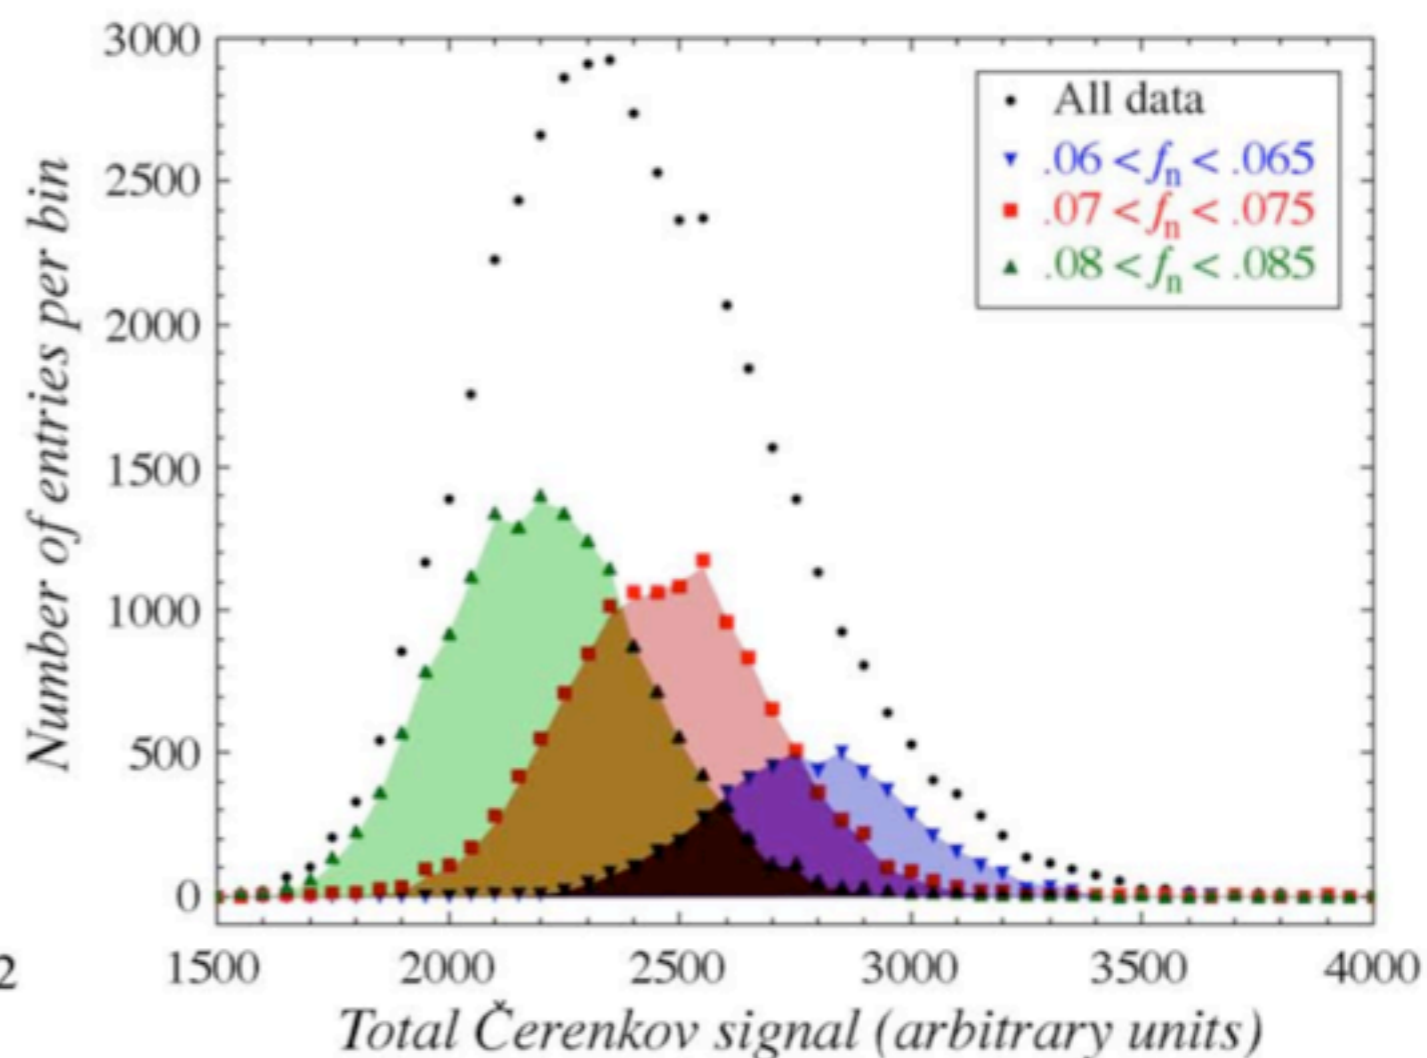 3000
2500
2000
1500
1000
500
0
Number of entries per bin
All data
.06 < fn < .065
.07 < fn < .075
.08 < fn < .085
2
1500 2000 2500 3000 3500 4000
Total Čerenkov signal (arbitrary units)